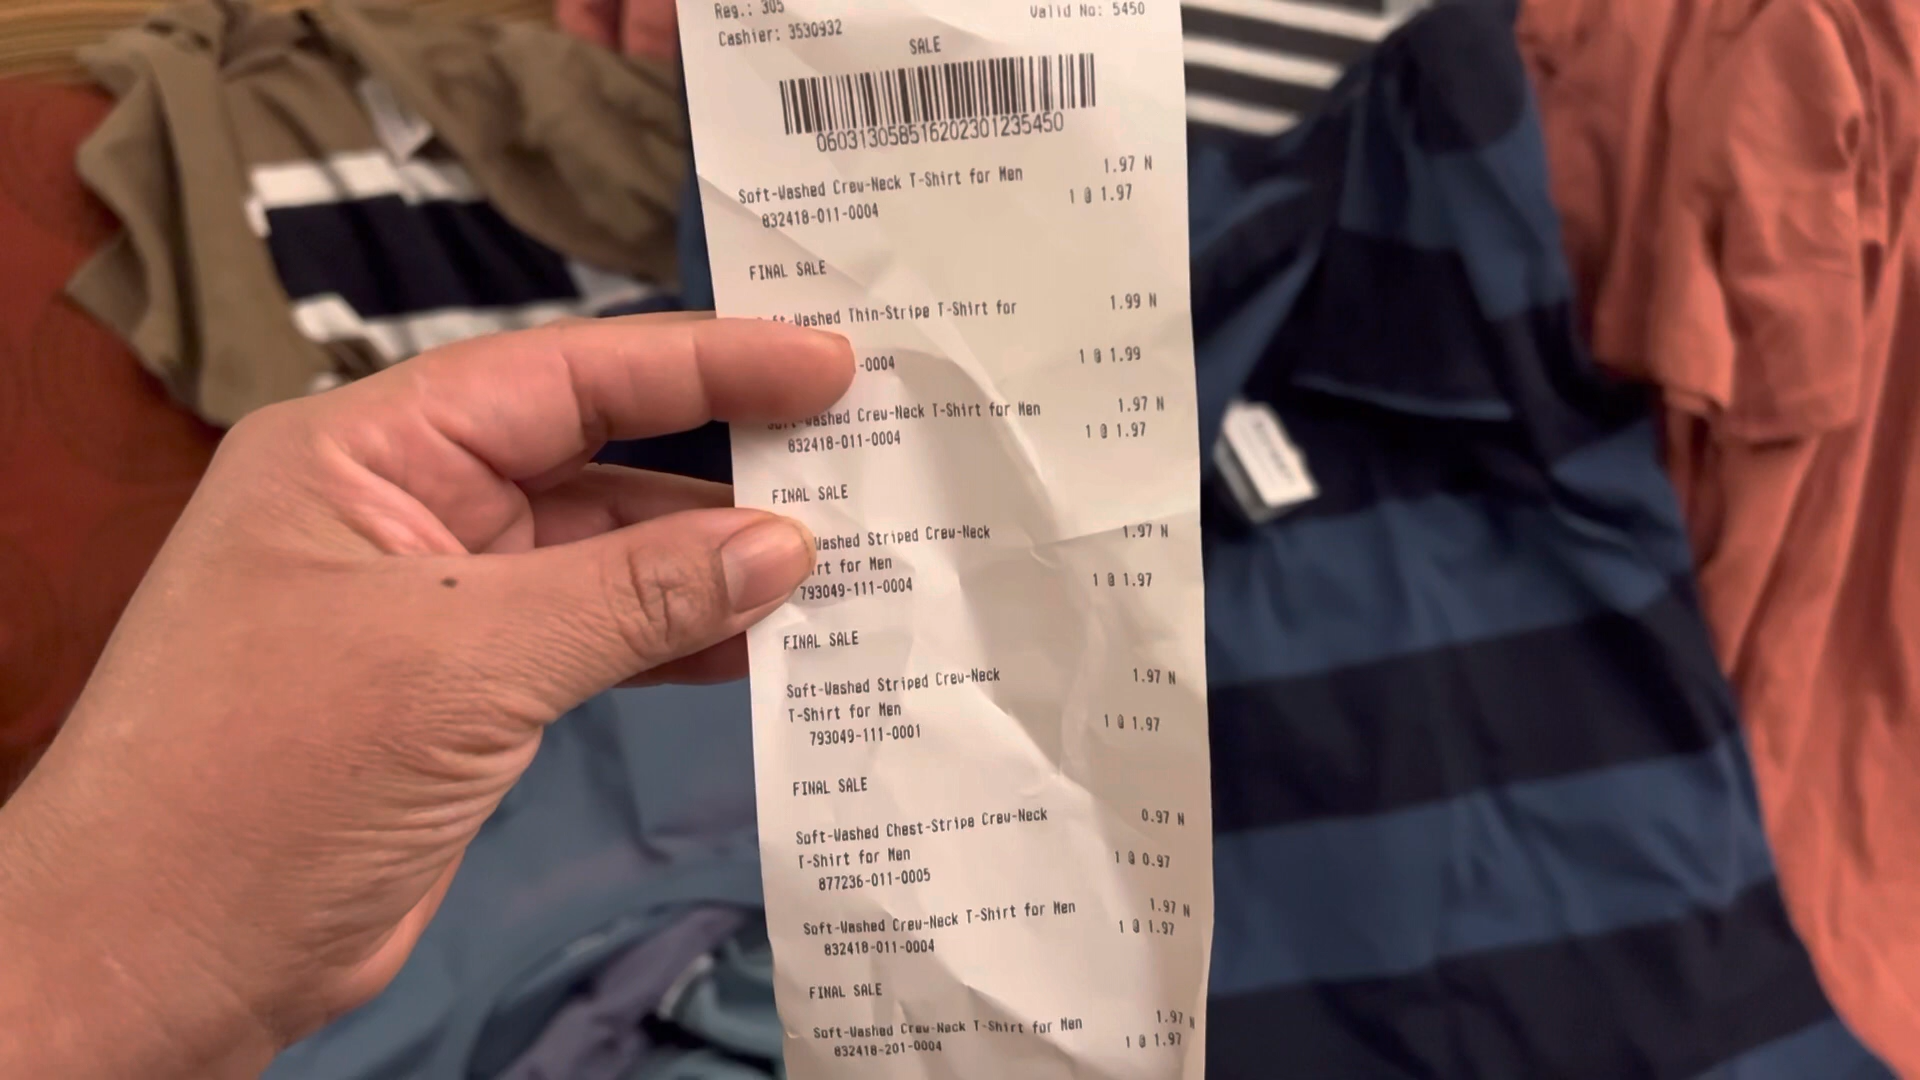 Reg.: 305 Valid No: 5450
Cashier: 3530932
SALE
060313058516202301235450
Soft-Washed Crew-Neck T-Shirt for Men 1.97 N
832418-011-0004 1 @ 1.97
FINAL SALE
-Washed Thin-Stripe T-Shirt for 1.99 N
-0004 1 @ 1.99
Crew-Neck T-Shirt for Men 1.97 N
832418-011-0004 1 @ 1.97
FINAL SALE
Washed Striped Crew-Neck 1.97 N
for Men
793049-111-0004 1 @ 1.97
FINAL SALE
Soft-Washed Striped Crew-Neck 1.97 N
T-Shirt for Men
793049-111-0001 1 @ 1.97
FINAL SALE
Soft-Washed Chest-Stripe Crew-Neck 0.97 N
T-Shirt for Men 1 @ 0.97
877236-011-0005
Soft-Washed Crew-Neck T-Shirt for Men 1.97 N
832418-011-0004 1 @ 1.97
FINAL SALE
Soft-Washed Crew-Neck T-Shirt for Men 1.97 N
832418-201-0004 1 @ 1.97